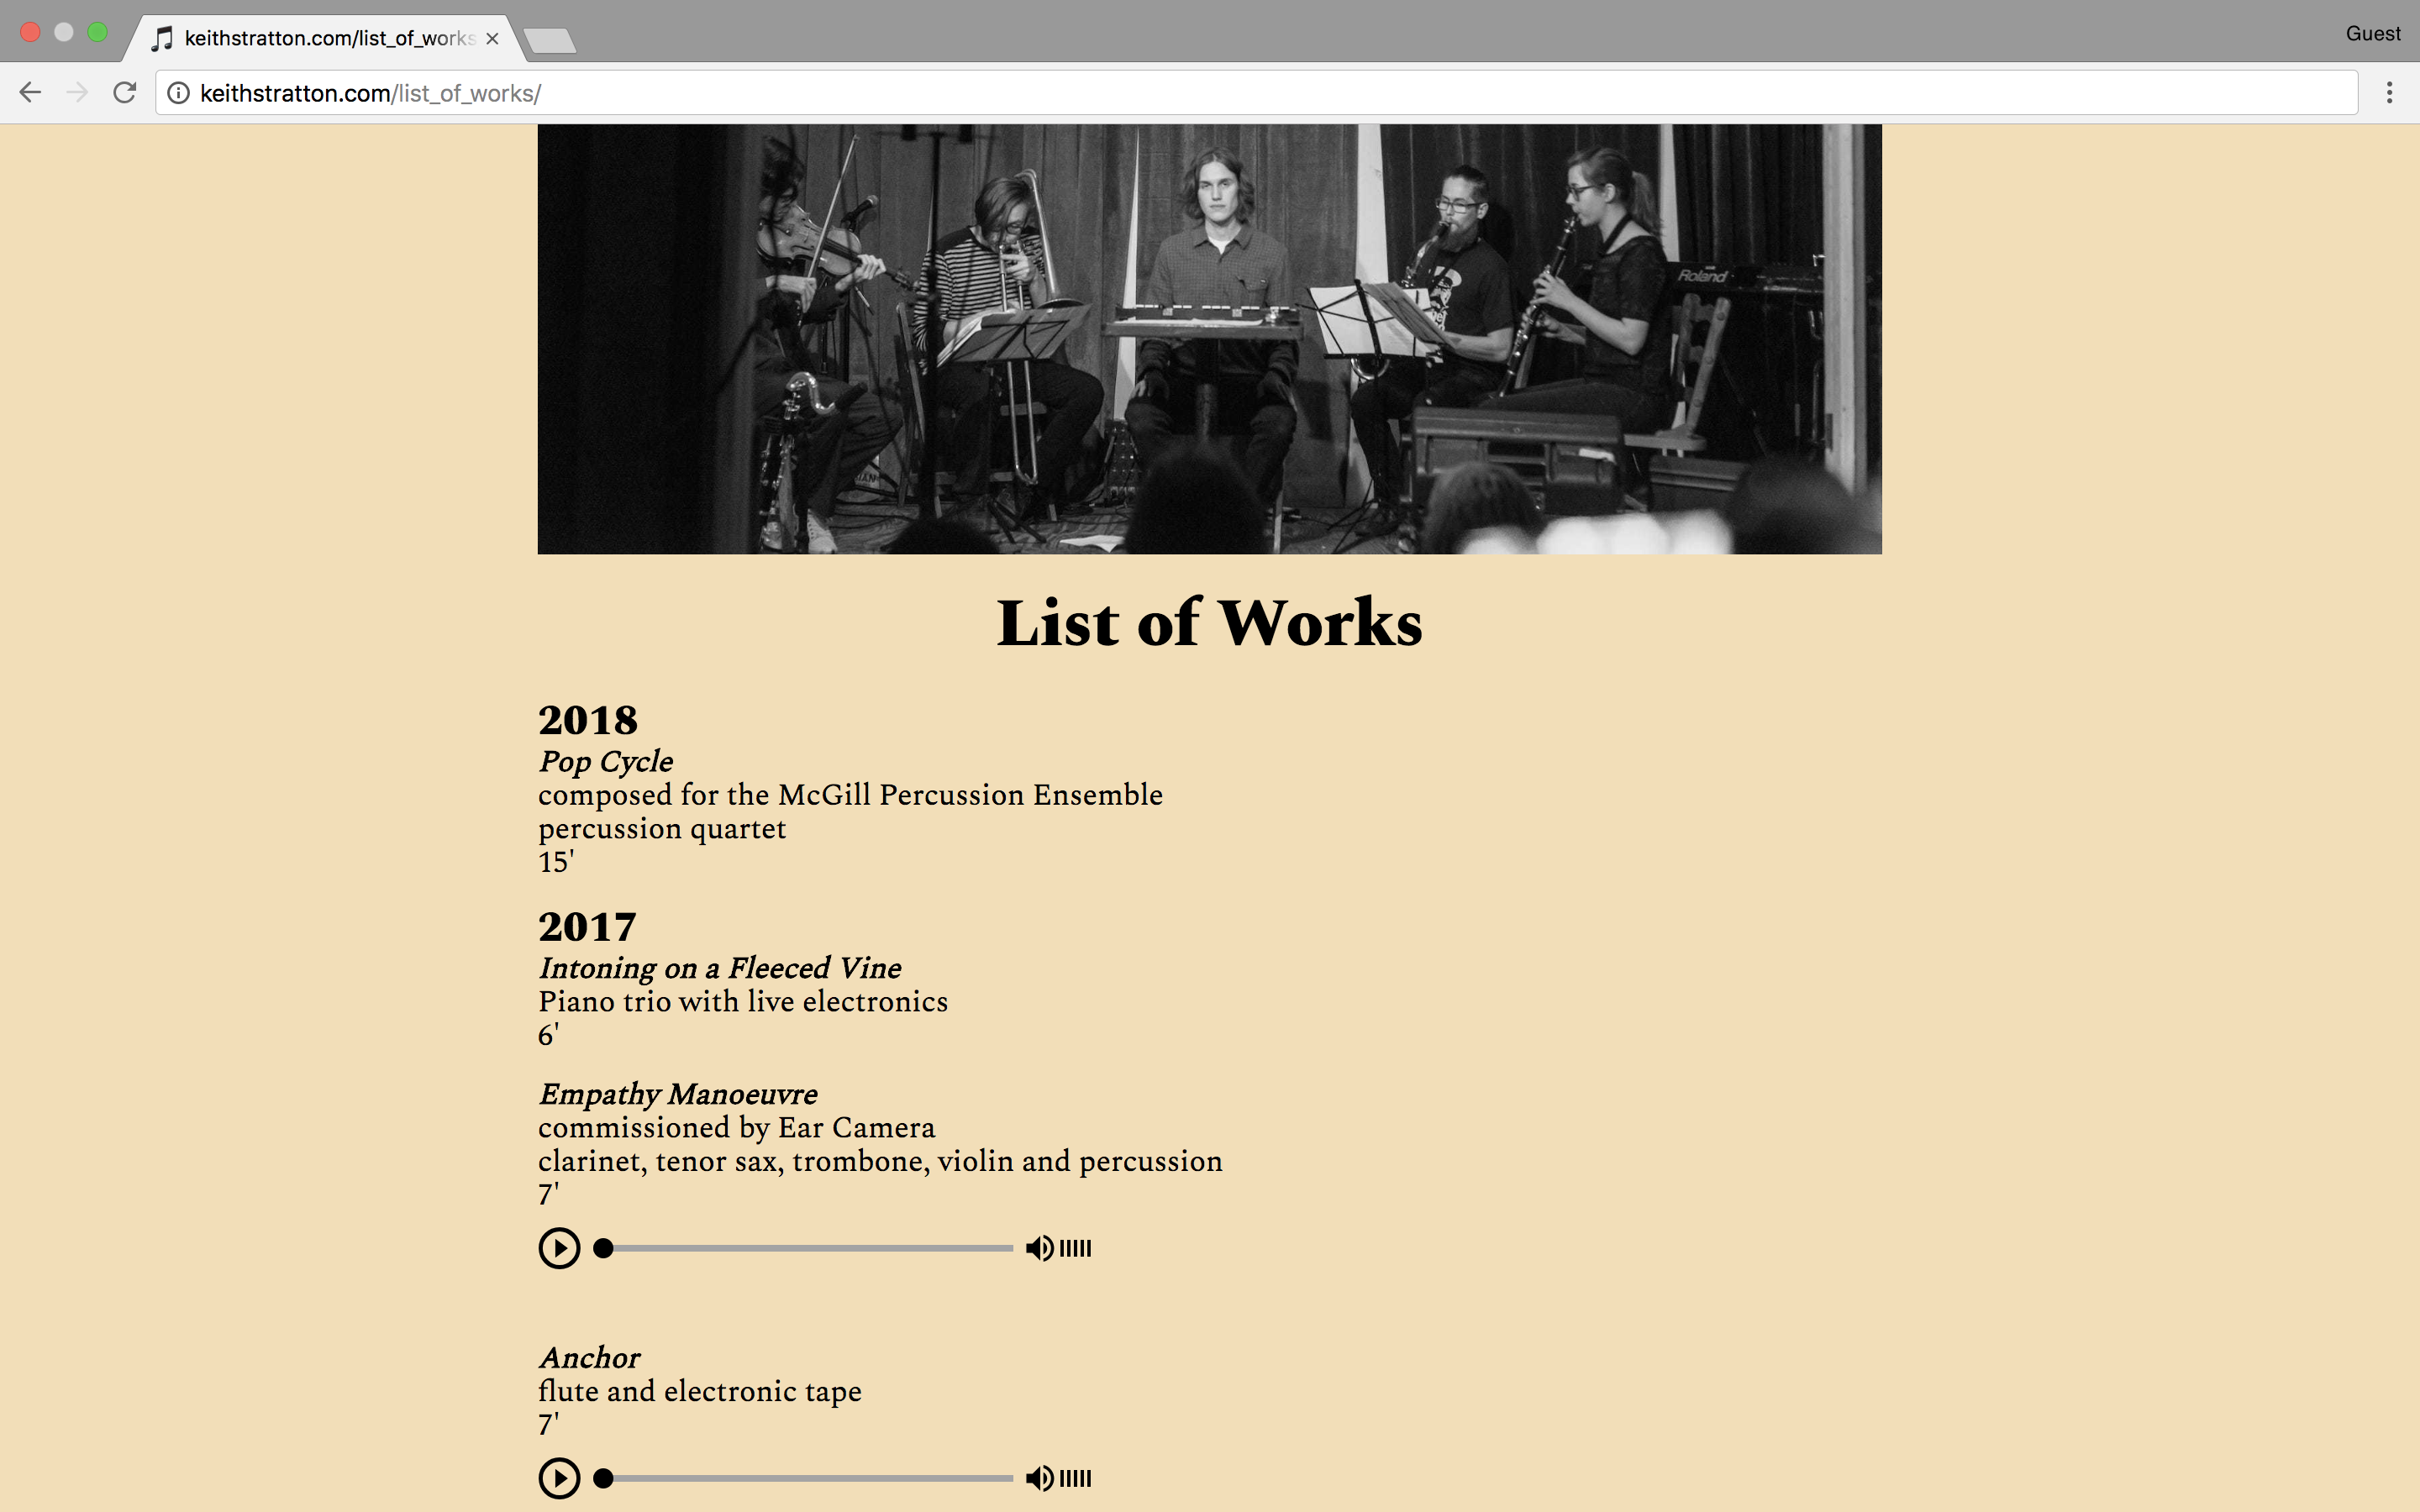 keithstratton.com/list_of_works
Guest
keithstratton.com/list_of_works/
Roland
List of Works
2018
Pop Cycle
composed for the McGill Percussion Ensemble
percussion quartet
15'
2017
Intoning on a Fleeced Vine
Piano trio with live electronics
6'
Empathy Manoeuvre
commissioned by Ear Camera
clarinet, tenor sax, trombone, violin and percussion
7'
Anchor
flute and electronic tape
7'